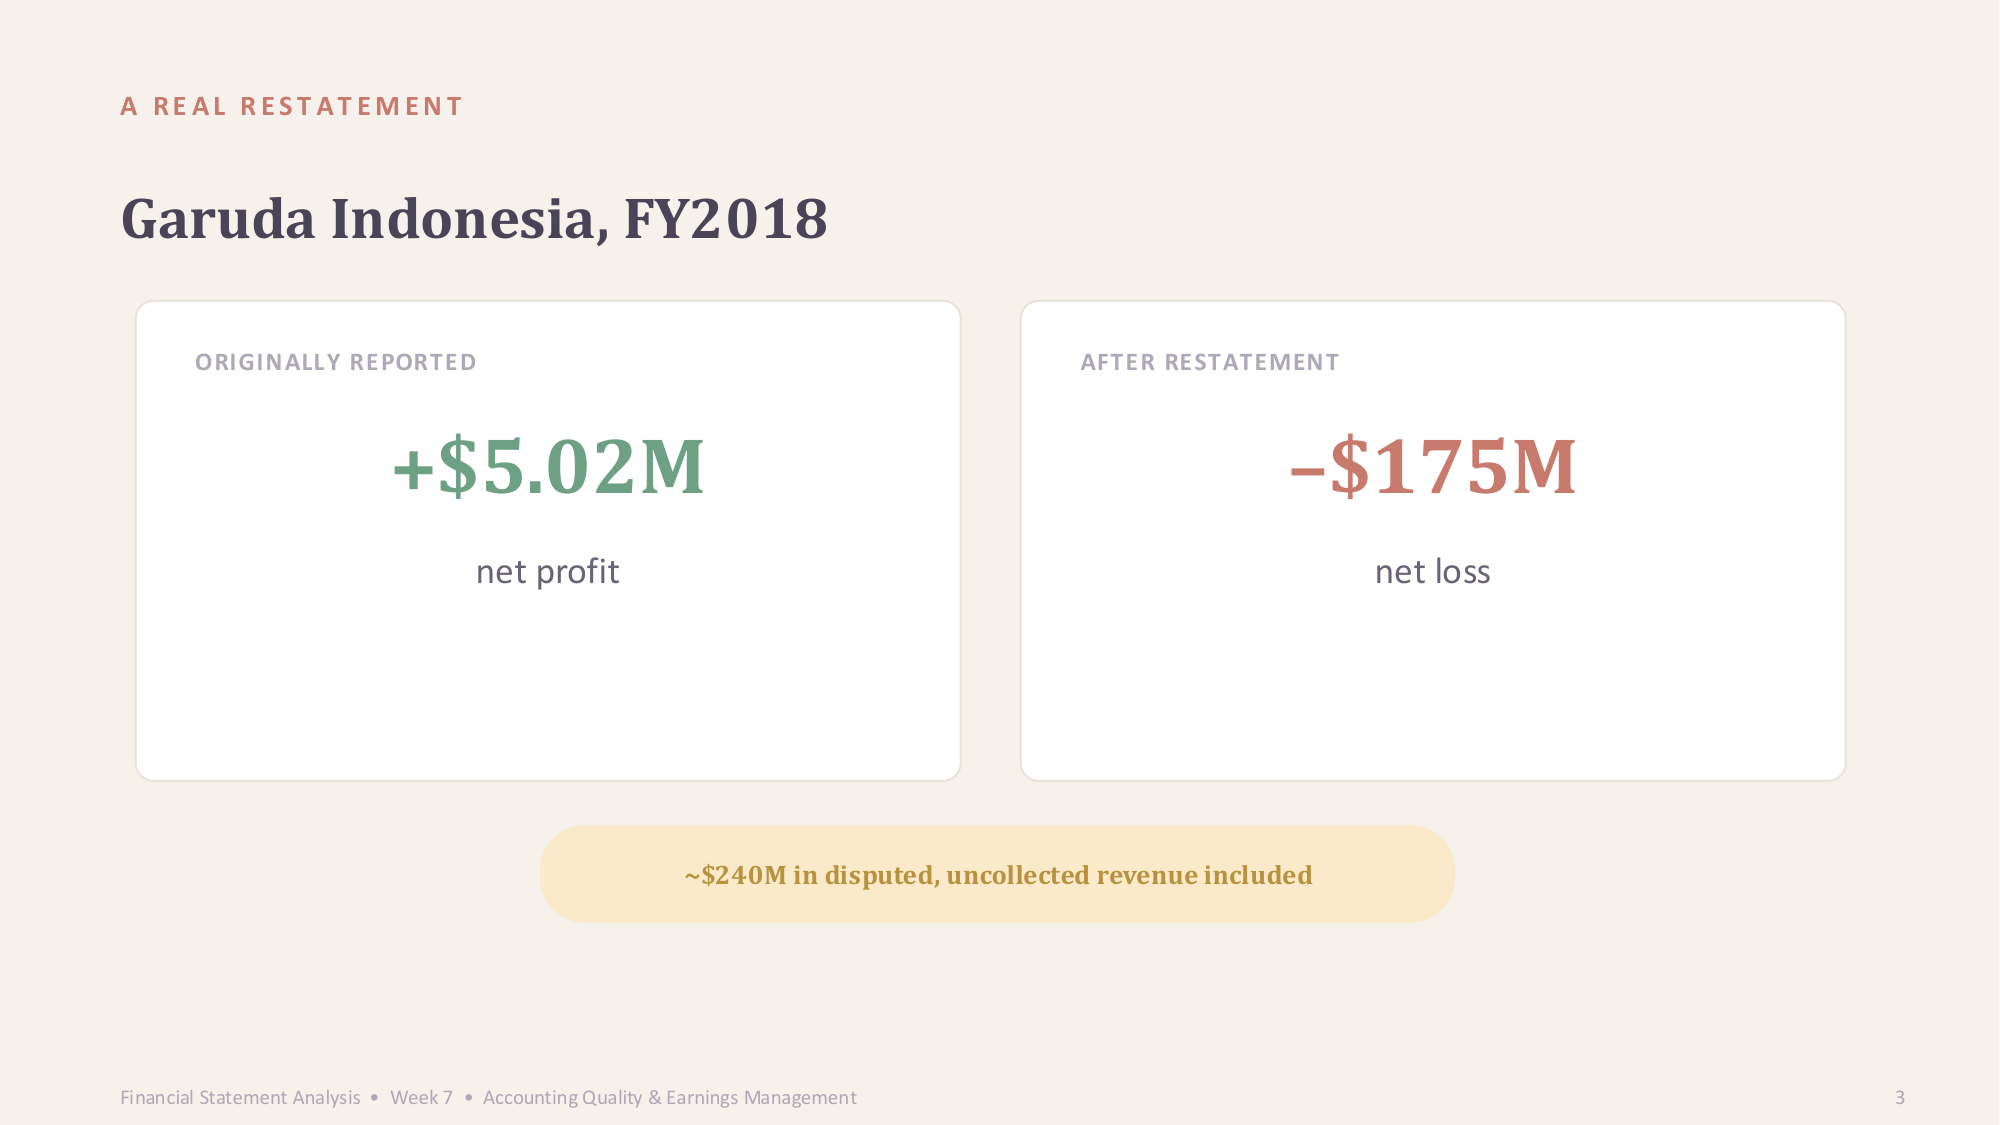 A REAL RESTATEMENT
Garuda Indonesia, FY2018
ORIGINALLY REPORTED
+$5.02M
net profit
AFTER RESTATEMENT
–$175M
net loss
~$240M in disputed, uncollected revenue included
Financial Statement Analysis • Week 7 • Accounting Quality & Earnings Management
3